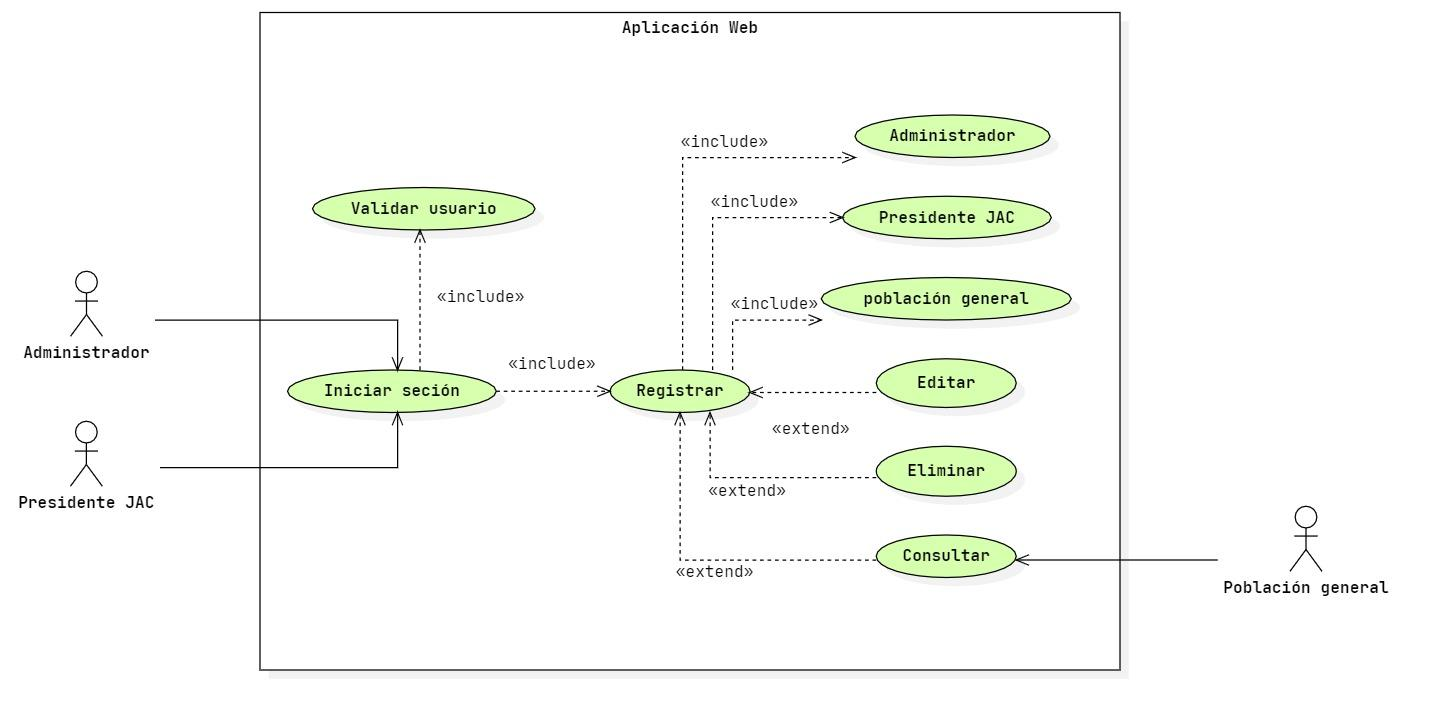 Aplicación Web
Administrador
«include»
«include»
Presidente JAC
Validar usuario
«include»
población general
«include»
Administrador
«include»
Iniciar seción
Registrar
Editar
«extend»
Eliminar
«extend»
Presidente JAC
Consultar
«extend»
Población general